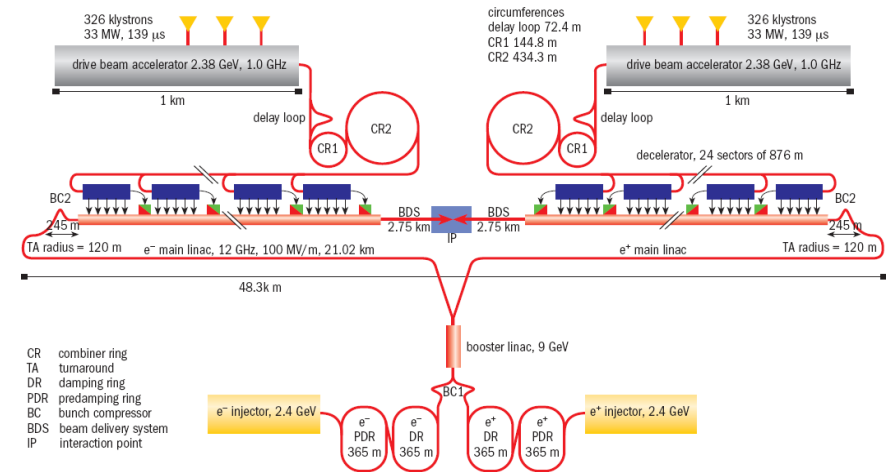 326 klystrons
33 MW, 139 μs
circumferences
delay loop 72.4 m
CR1 144.8 m
CR2 434.3 m
326 klystrons
33 MW, 139 μs
drive beam accelerator 2.38 GeV, 1.0 GHz
drive beam accelerator 2.38 GeV, 1.0 GHz
1 km
1 km
delay loop
CR2
CR1
CR2
CR1
delay loop
decelerator, 24 sectors of 876 m
BC2
BC2
245 m
BDS
2.75 km
IP
BDS
2.75 km
245 m
TA radius = 120 m
e⁻ main linac, 12 GHz, 100 MV/m, 21.02 km
e⁺ main linac
TA radius = 120 m
48.3k m
booster linac, 9 GeV
CR combiner ring
TA turnaround
DR damping ring
PDR predamping ring
BC bunch compressor
BDS beam delivery system
IP interaction point
BC1
e⁻ injector, 2.4 GeV
e⁻
PDR
365 m
e⁻
DR
365 m
e⁺
DR
365 m
e⁺
PDR
365 m
e⁺ injector, 2.4 GeV